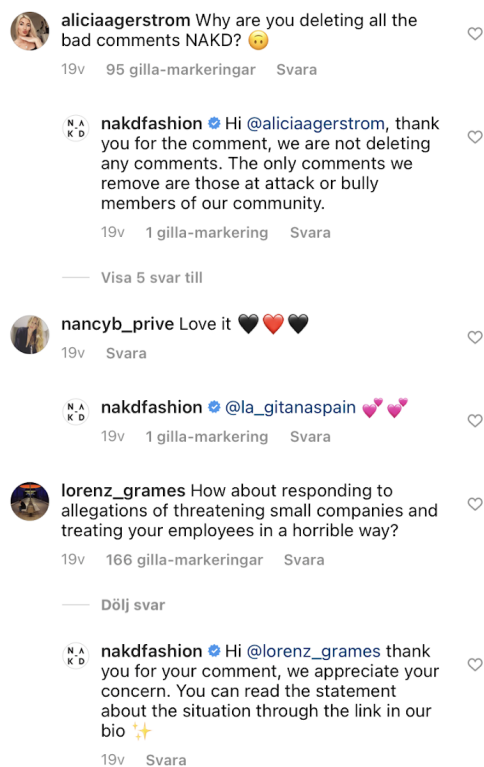 aliciaagerstrom Why are you deleting all the
bad comments NAKD? 🙃
19v 95 gilla-markeringar Svara
N A
K D
nakdfashion Hi @aliciaagerstrom, thank
you for the comment, we are not deleting
any comments. The only comments we
remove are those at attack or bully
members of our community.
19v 1 gilla-markering Svara
Visa 5 svar till
nancyb_prive Love it 🖤❤️🖤
19v Svara
N A
K D
nakdfashion @la_gitanaspain 💕💕
19v 1 gilla-markering Svara
lorenz_grames How about responding to
allegations of threatening small companies and
treating your employees in a horrible way?
19v 166 gilla-markeringar Svara
Dölj svar
N A
K D
nakdfashion Hi @lorenz_grames thank
you for your comment, we appreciate your
concern. You can read the statement
about the situation through the link in our
bio ✨
19v Svara